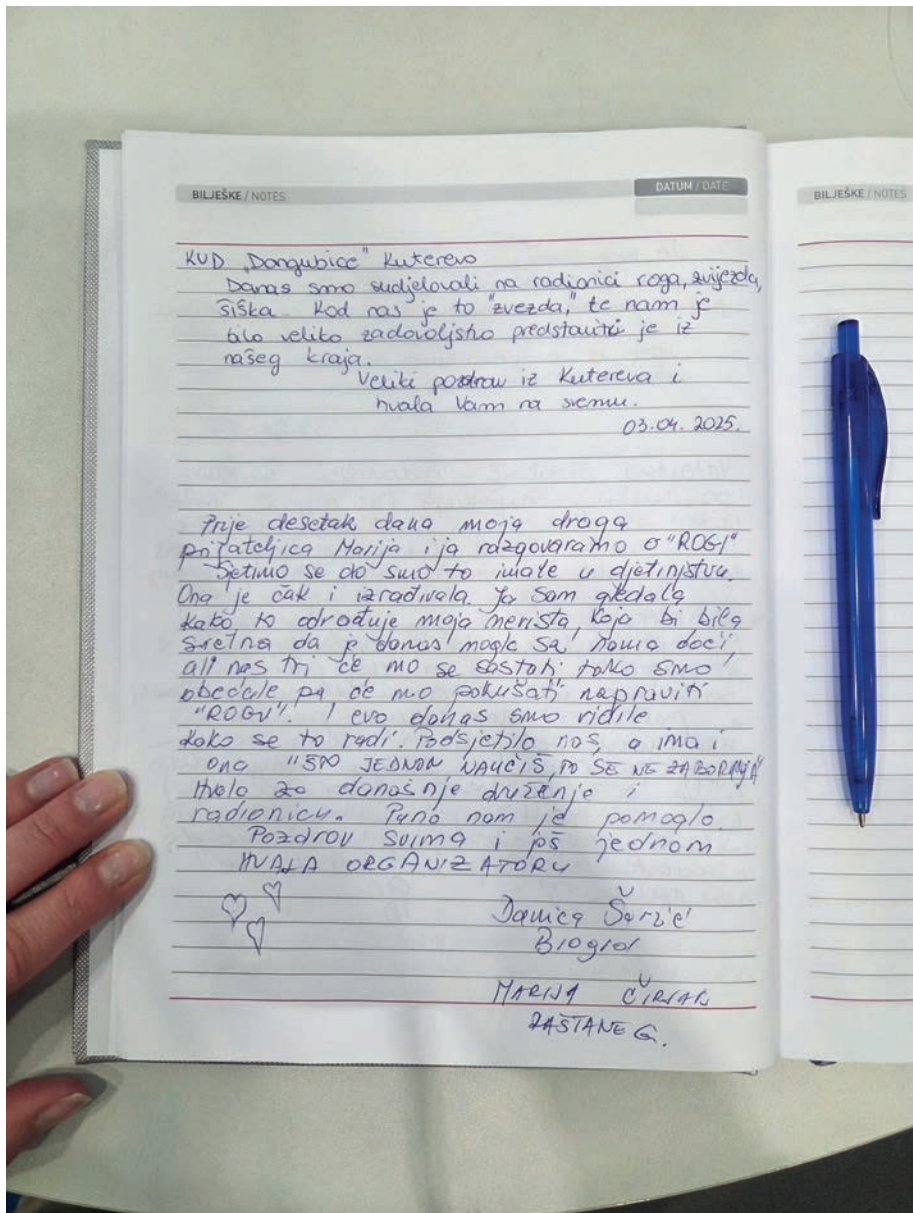 BILJEŠKE / NOTES
DATUM / DATE
KUD „Dangubice" Kuterevo
Danas smo sudjelovali na radionici roga, zvijezda,
šiška. Kod nas je to "zvezda," te nam je
bilo veliko zadovoljstvo predstaviti je iz
našeg kraja.
Veliki pozdrav iz Kutereva i
hvala Vam na svemu.
03.04.2025.
Prije desetak dana moja draga
prijateljica Marija i ja razgovaramo o "ROGI"
Sjetimo se da smo to imale u djetinjstvu.
Ona je čak i izrađivala. Ja sam gledala
kako to odrađuje moja nevista, koja bi bila
sretna da je danas mogla sa nama doći,
ali nas tri će mo se sastati tako smo
obećale pa će mo pokušati napraviti
"ROGV". I evo danas smo vidile
kako se to radi. Podsjetilo nas, a ima i
ona "ŠTO JEDNOM NAUČIŠ, TO SE NE ZABORAVJA"
Hvala za današnje druženje i
radionicu. Puno nam je pomoglo.
Pozdrav svima i još jednom
HVALA ORGANIZATORU
Danica Šarzić
Biograd
MARIJA
ZAŠTANE G.
BILJEŠKE / NOTES